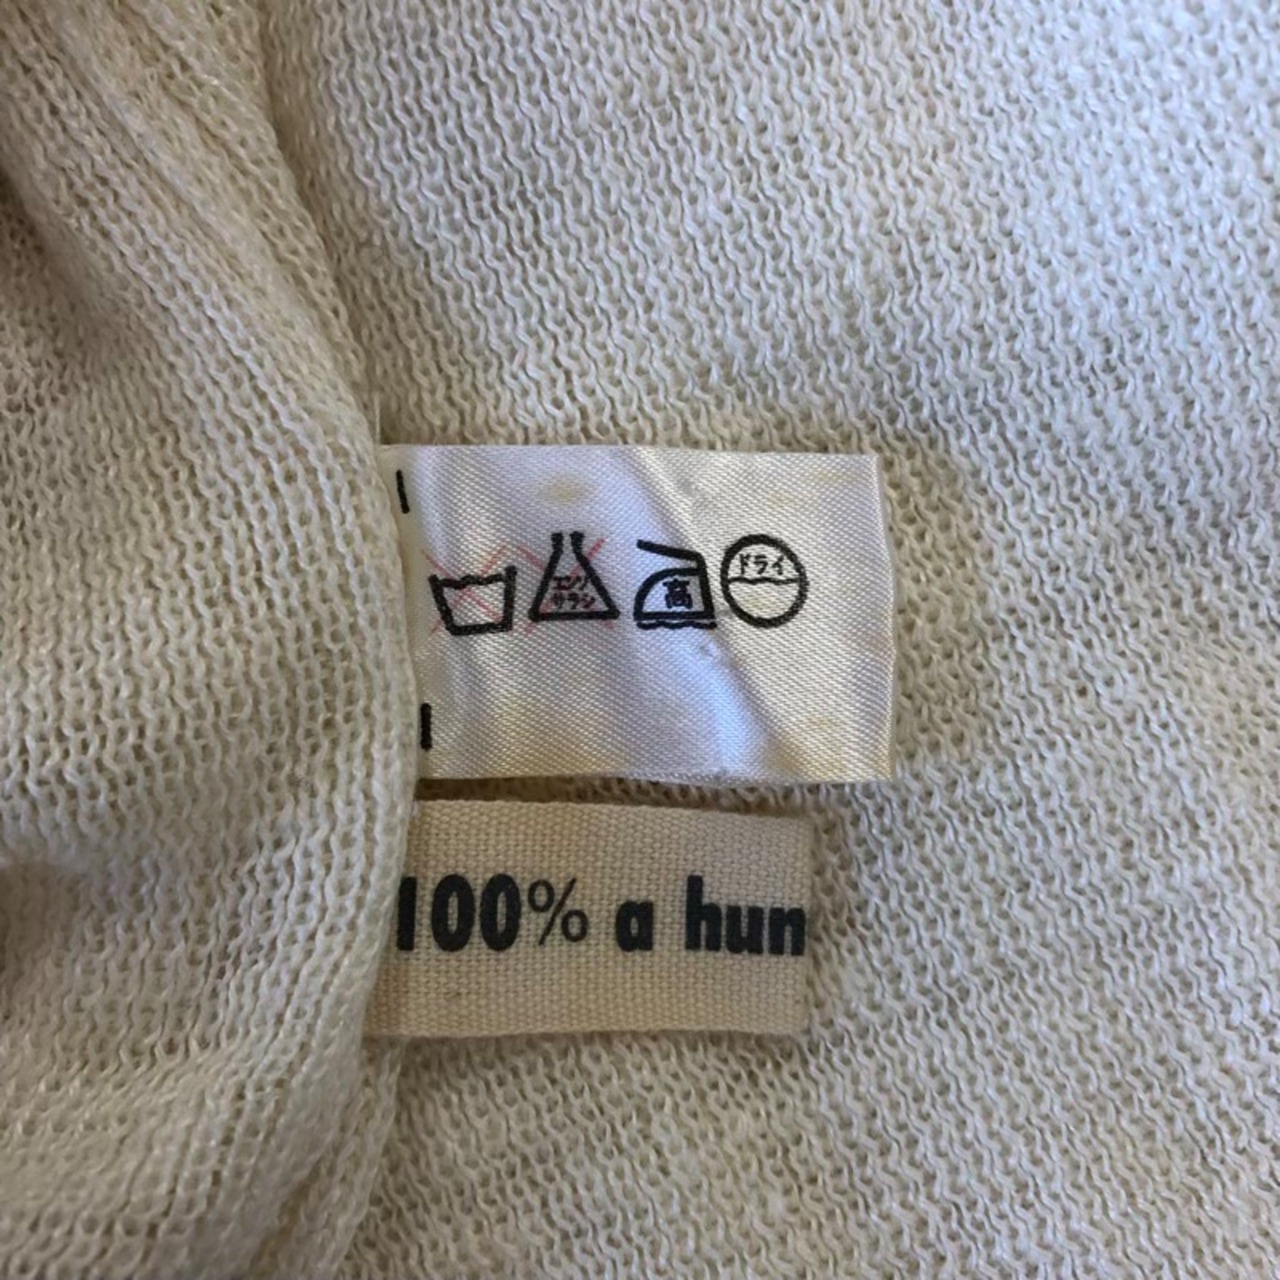 エンソ
サラシ
高
ドライ
100% a hun